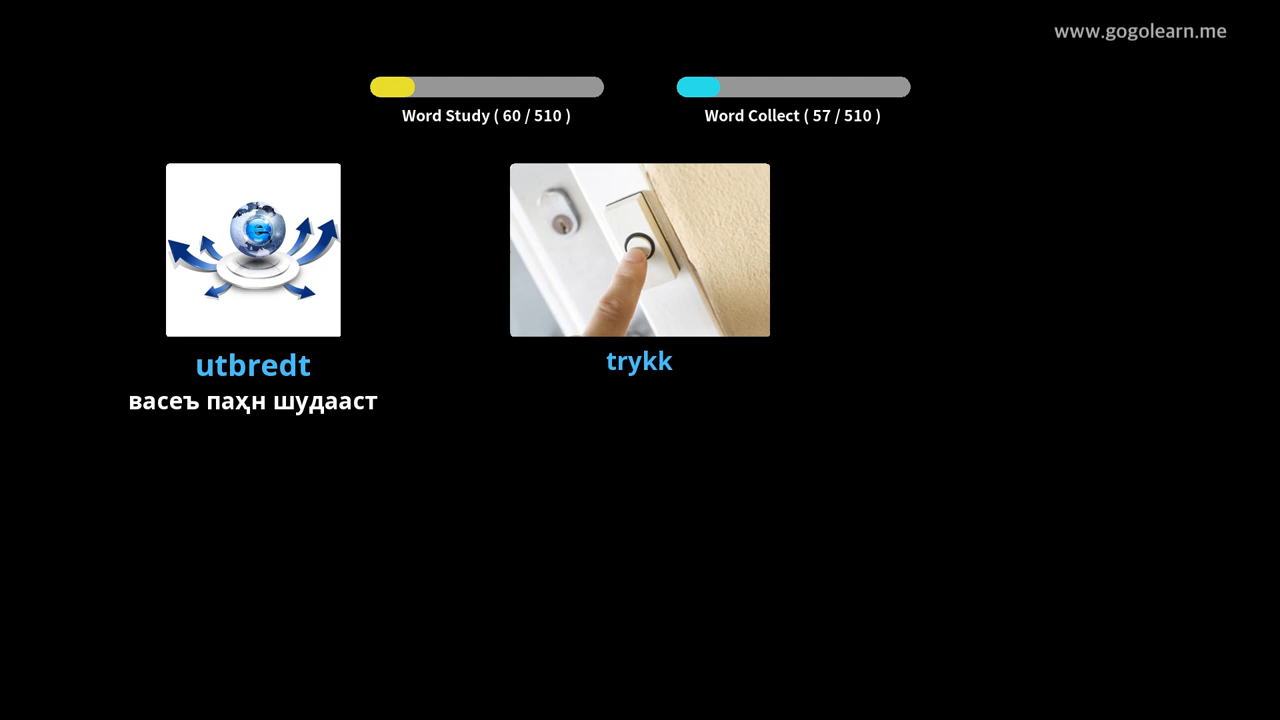 www.gogolearn.me
Word Study ( 60 / 510 )
Word Collect ( 57 / 510 )
e
utbredt
васеъ паҳн шудааст
trykk